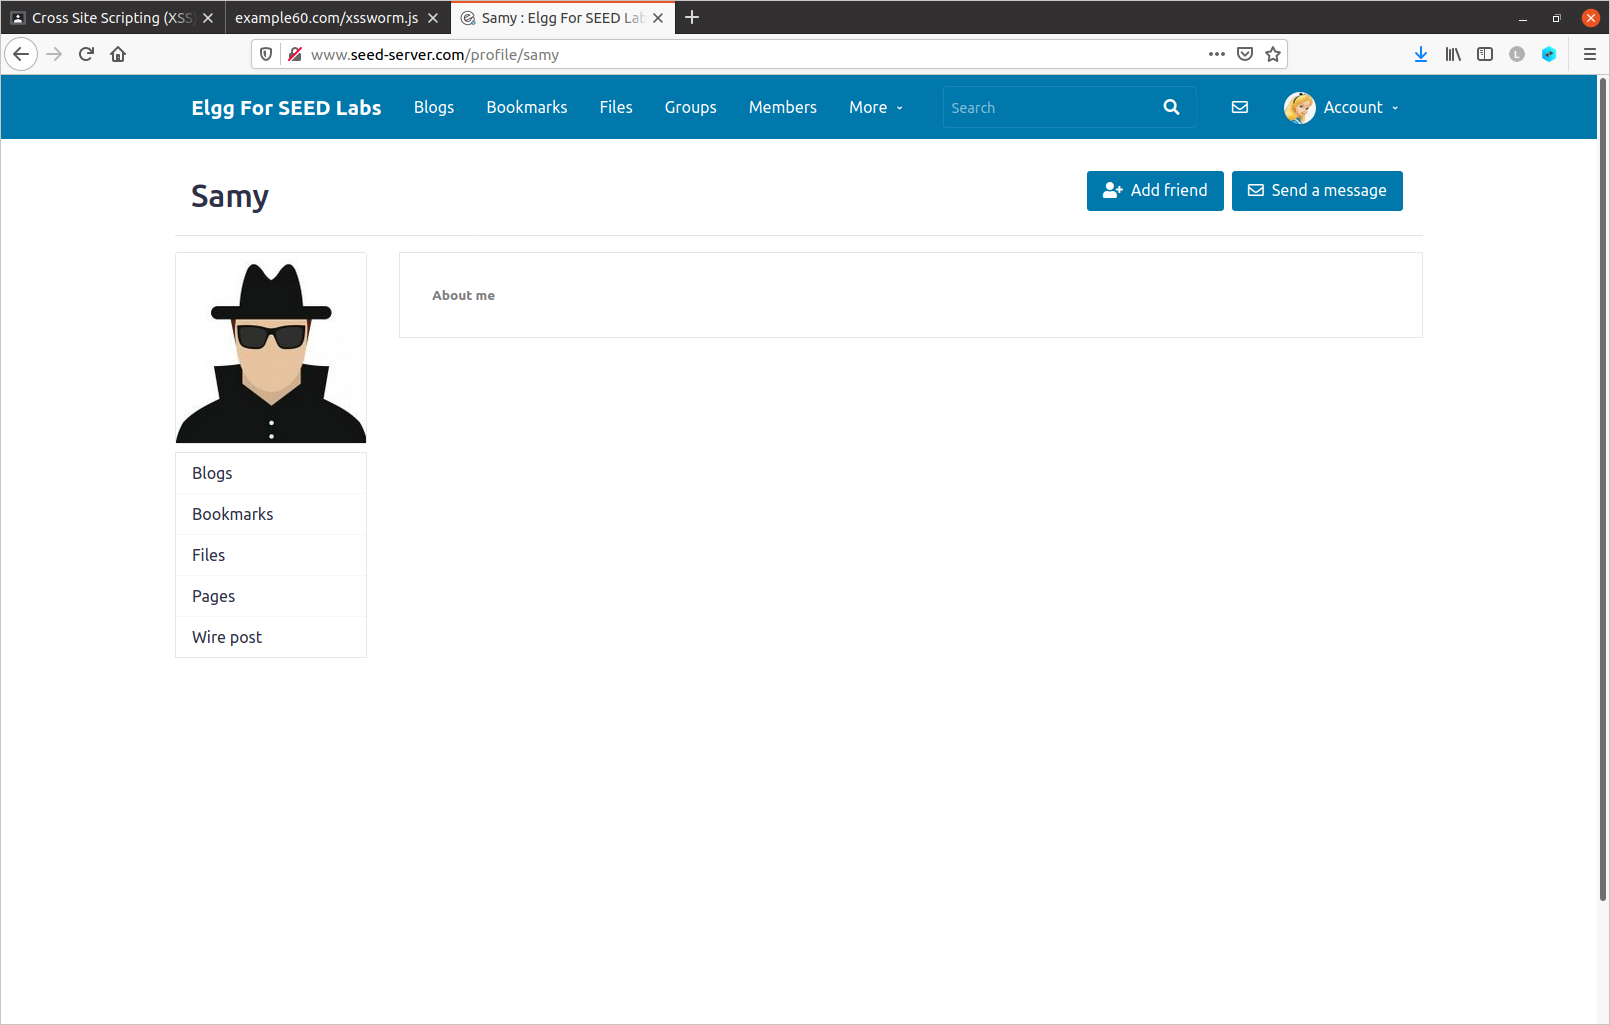 Cross Site Scripting (XSS)
example60.com/xssworm.js
Samy : Elgg For SEED Lab
www.seed-server.com/profile/samy
Elgg For SEED Labs Blogs Bookmarks Files Groups Members More Search Account
Samy
Add friend Send a message
About me
Blogs
Bookmarks
Files
Pages
Wire post